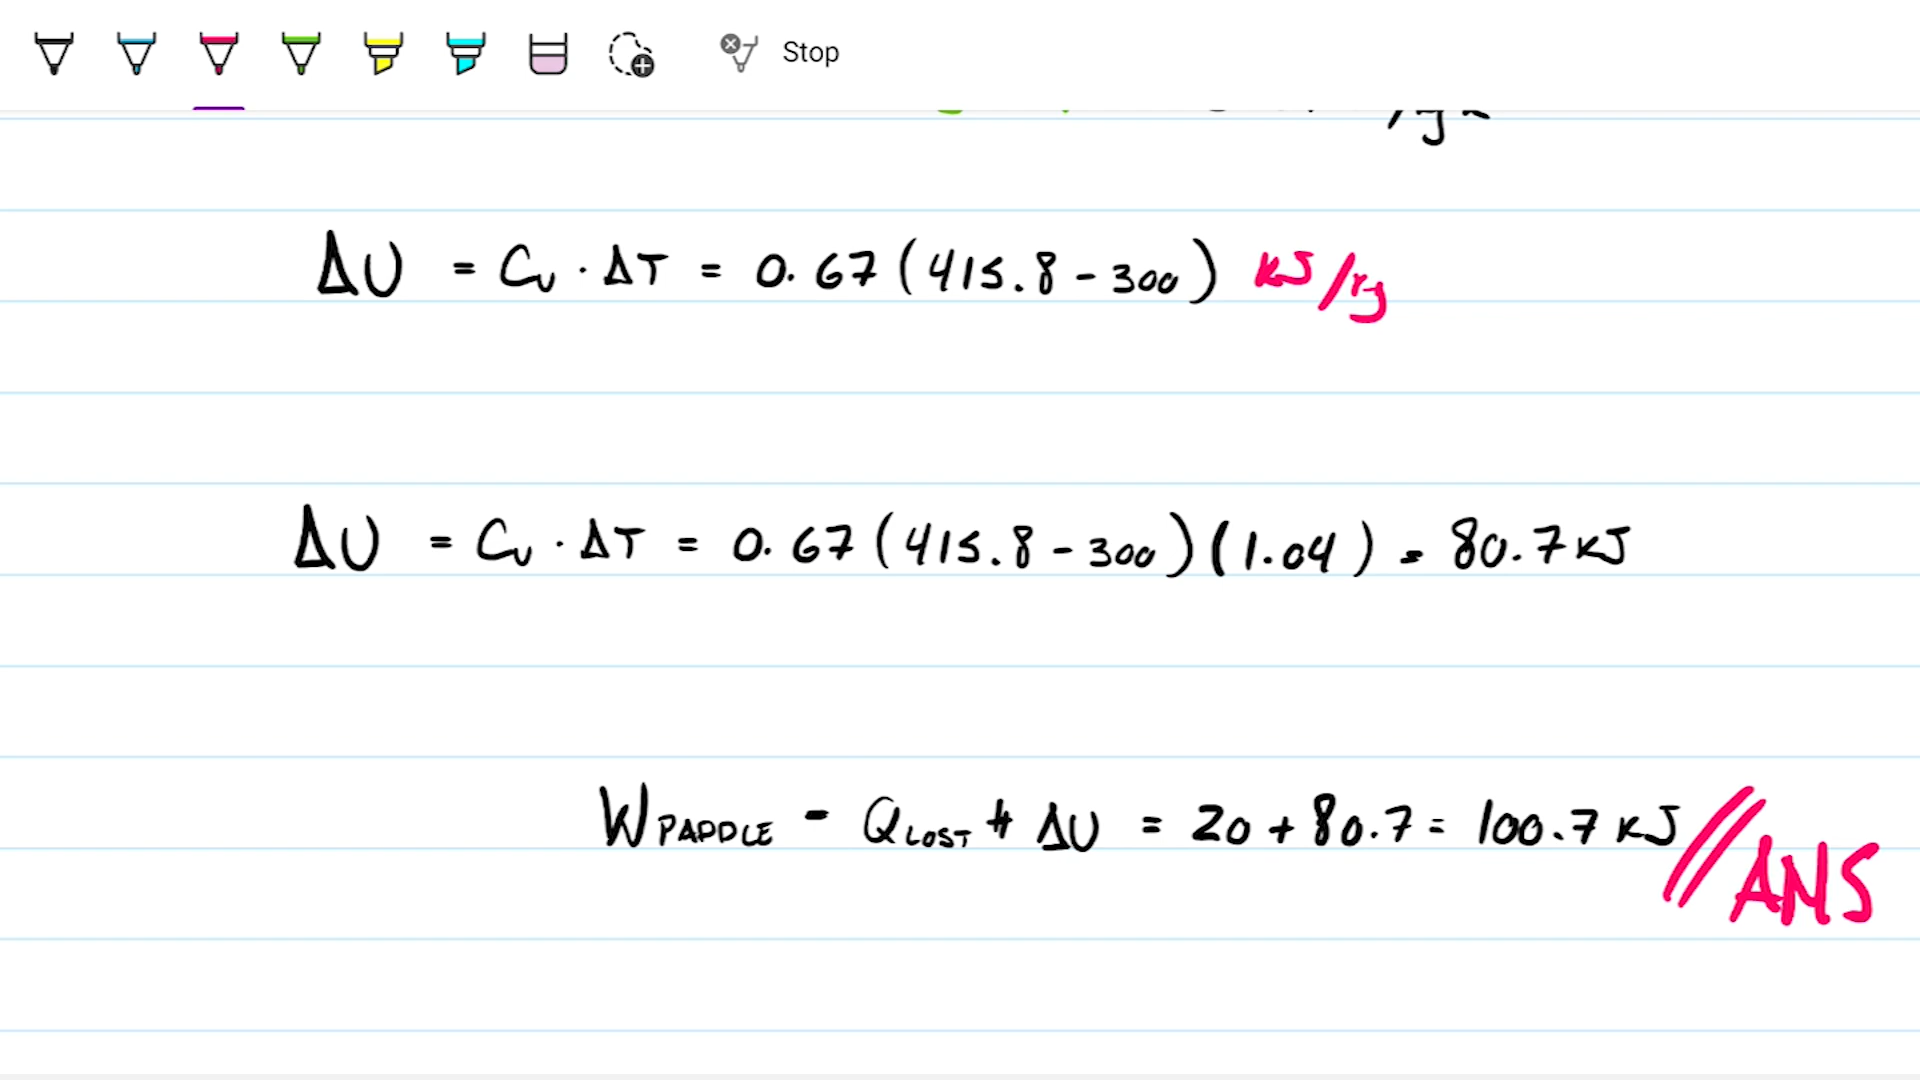 Stop
ΔU = Cv · ΔT = 0.67 (415.8 - 300) kJ/kg
ΔU = Cv · ΔT = 0.67 (415.8 - 300)(1.04) = 80.7 kJ
WPADDLE = QLOST + ΔU = 20 + 80.7 = 100.7 kJ // ANS